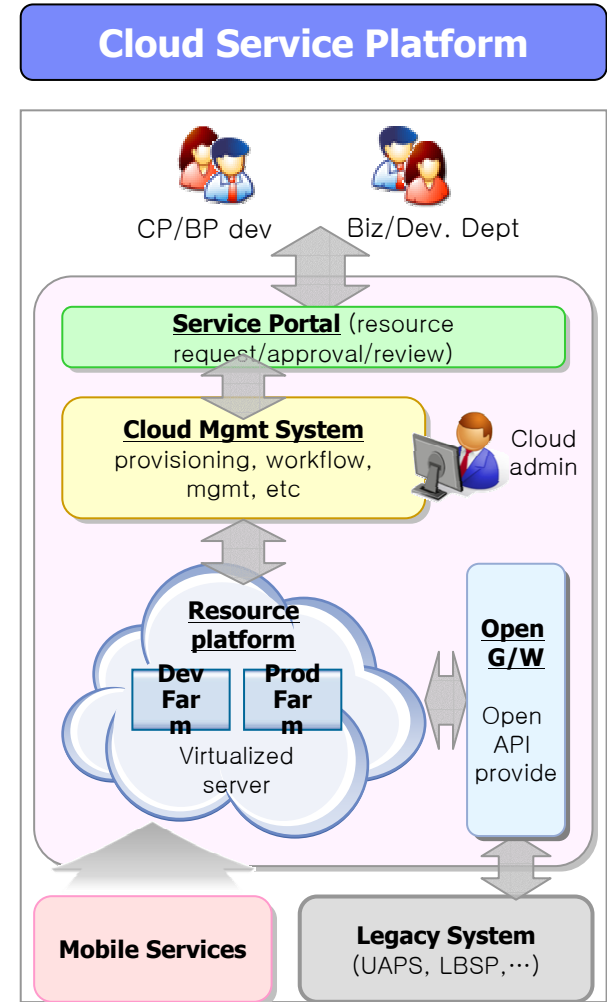 Cloud Service Platform
CP/BP dev
Biz/Dev. Dept
Service Portal (resource
request/approval/review)
Cloud Mgmt System
provisioning, workflow,
mgmt, etc
Cloud
admin
Resource
platform
Dev
Far
m
Prod
Far
m
Virtualized
server
Open
G/W
Open
API
provide
Mobile Services
Legacy System
(UAPS, LBSP,…)